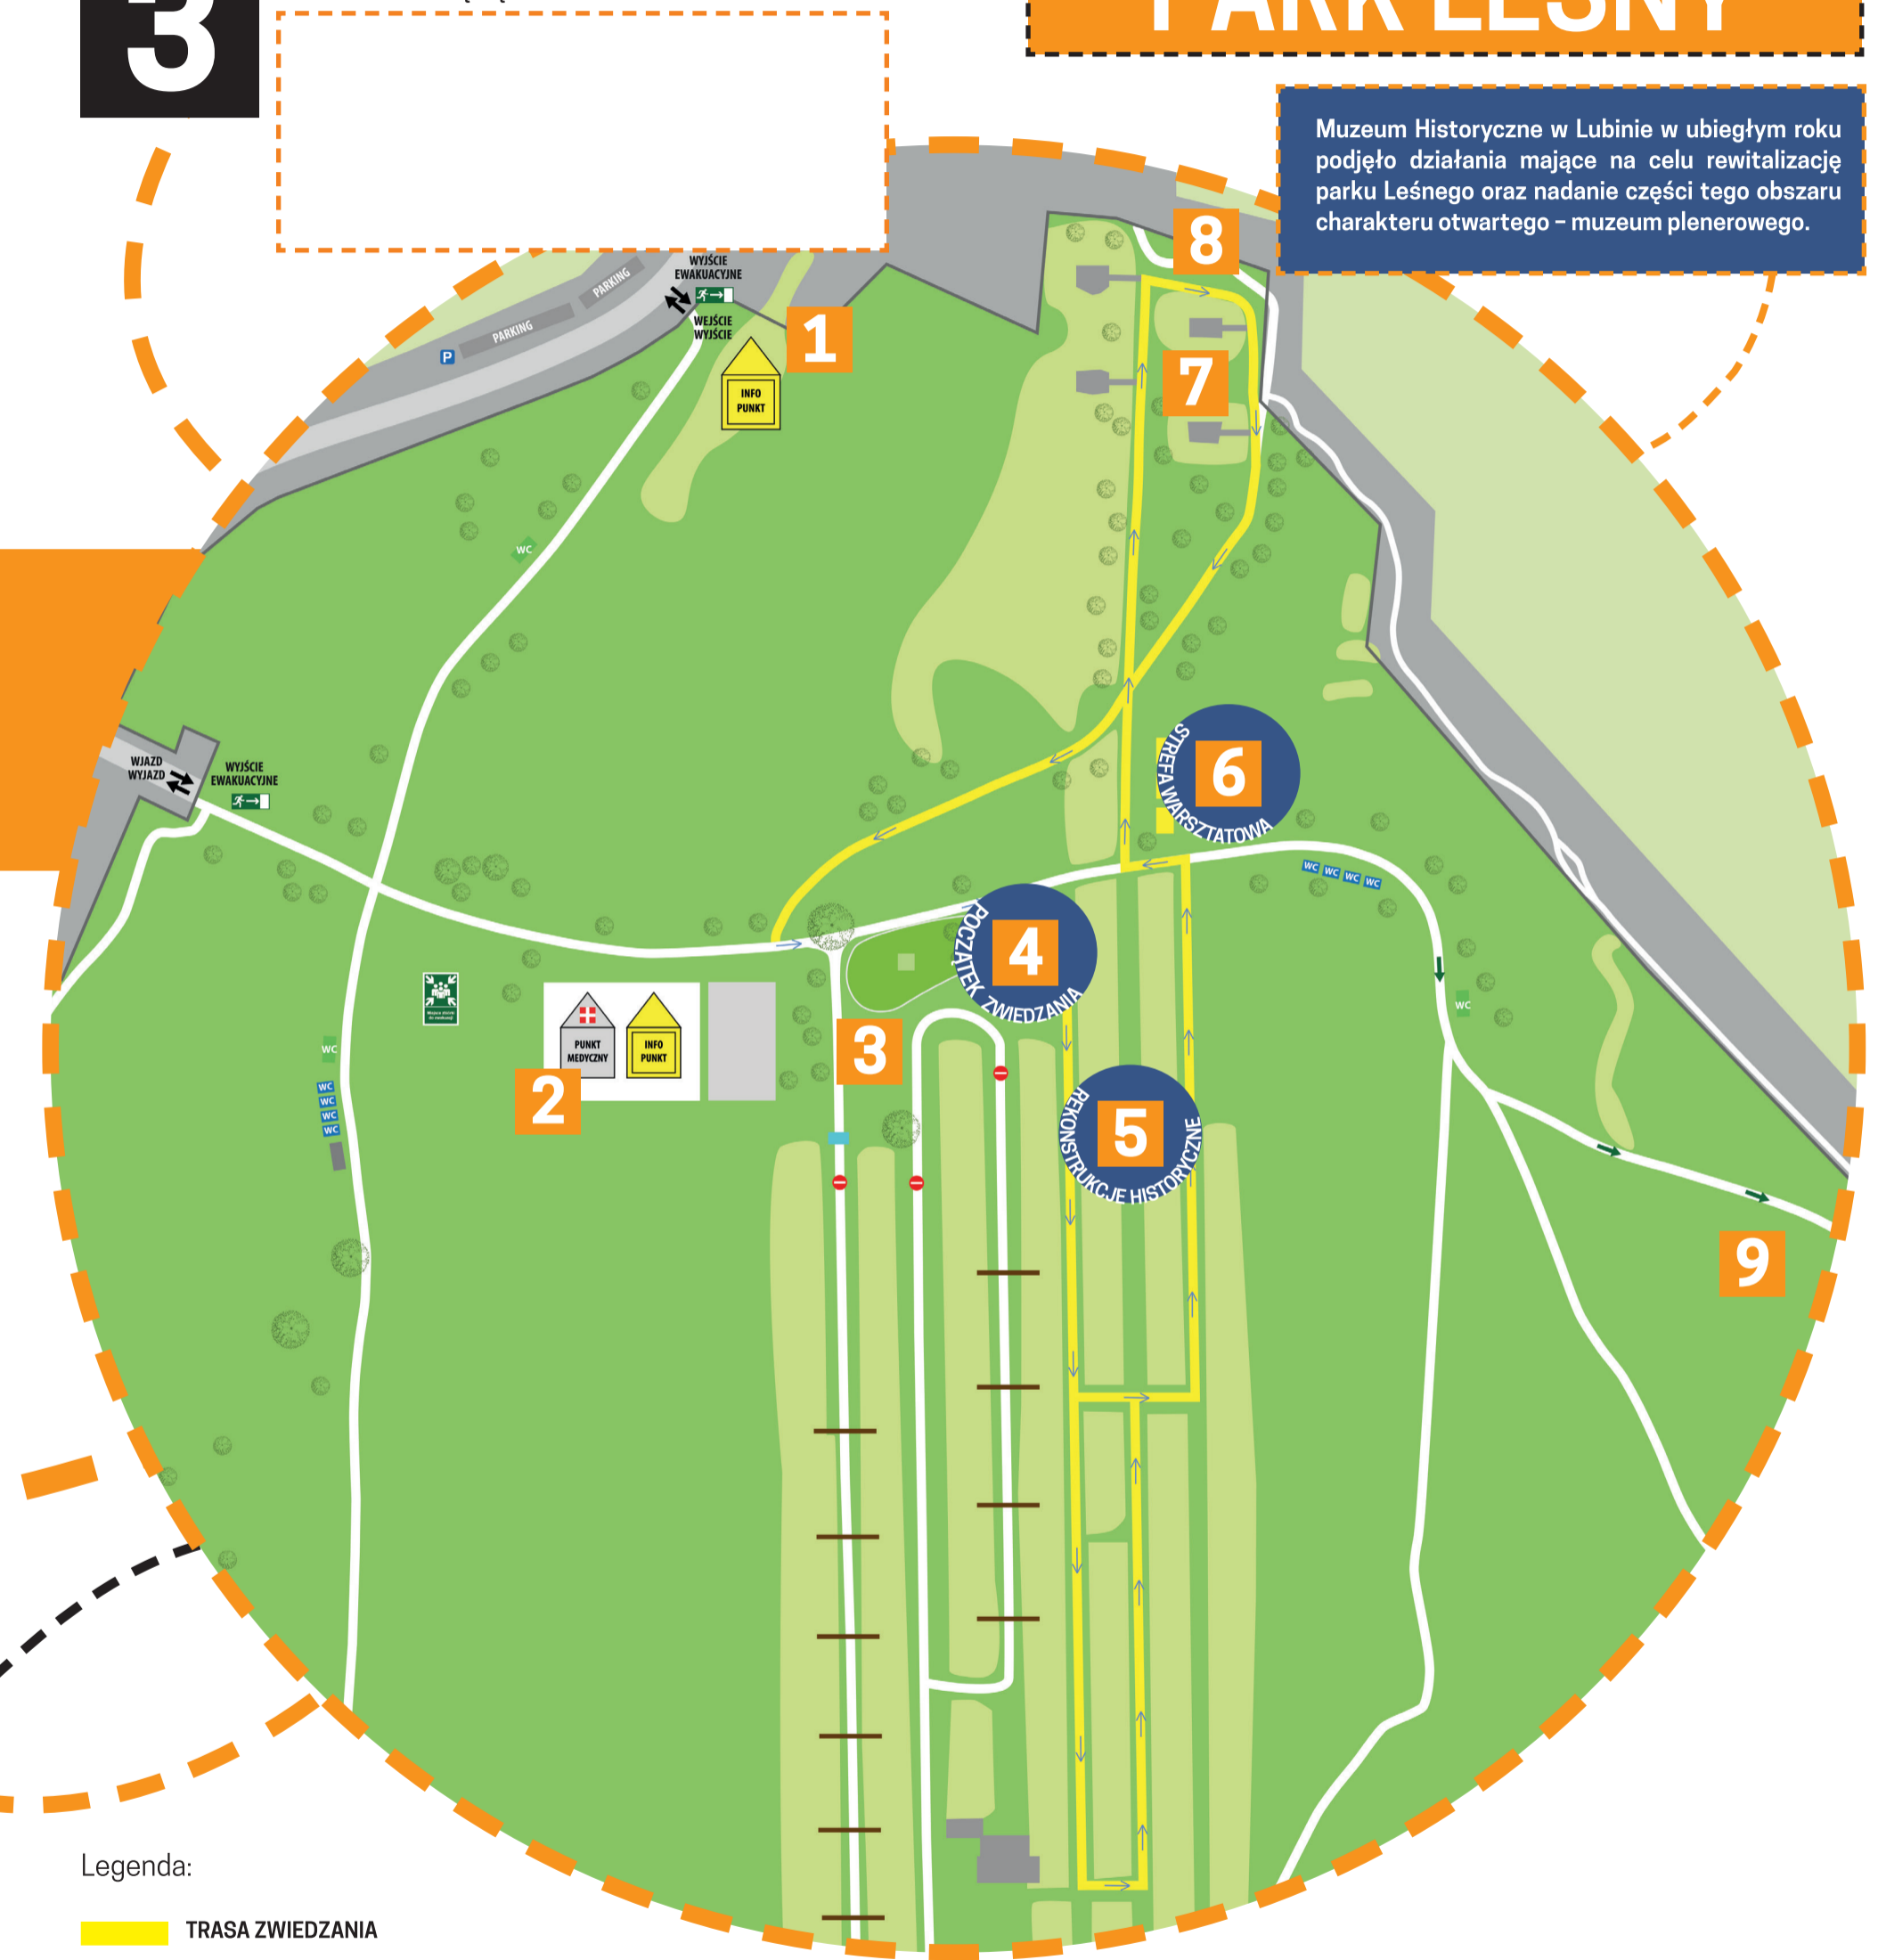 3
PARK LEŚNY
Muzeum Historyczne w Lubinie w ubiegłym roku
podjęło działania mające na celu rewitalizację
parku Leśnego oraz nadanie części tego obszaru
charakteru otwartego – muzeum plenerowego.
8
WYJŚCIE
EWAKUACYJNE
PARKING
PARKING
P
WEJŚCIE
WYJŚCIE
1
INFO
PUNKT
7
WC
WJAZD
WYJAZD
WYJŚCIE
EWAKUACYJNE
6
STREFA WARSZTATOWA
WC WC WC WC
4
POCZĄTEK ZWIEDZANIA
WC
PUNKT
MEDYCZNY
INFO
PUNKT
3
2
WC
WC
WC
WC
WC
5
REKONSTRUKCJE HISTORYCZNE
9
Legenda:
TRASA ZWIEDZANIA